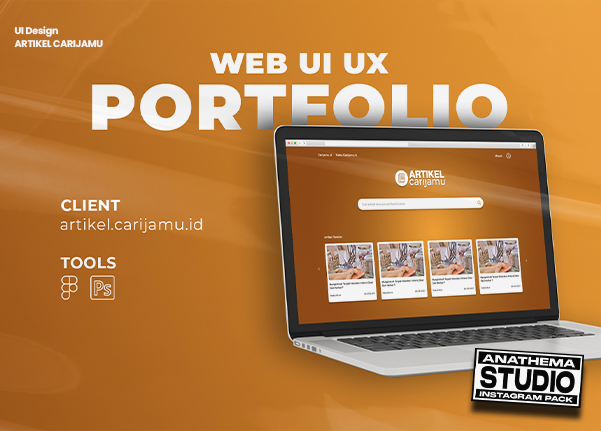 UI Design
ARTIKEL CARIJAMU
WEB UI UX
PORTFOLIO
CLIENT
artikel.carijamu.id
TOOLS
Ps
ARTIKEL
carijamu
ANATHEMA
STUDIO
INSTAGRAM PACK